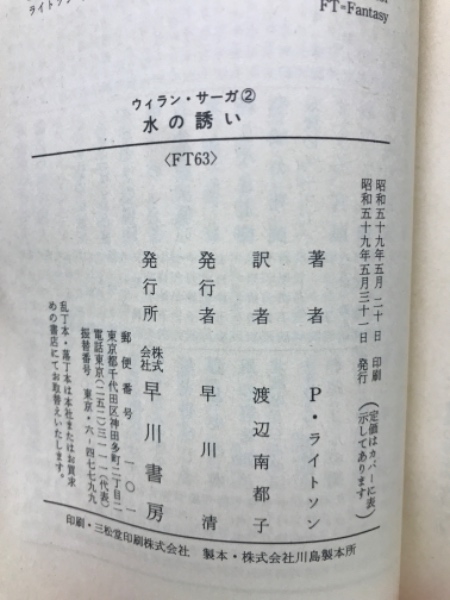 FT=Fantasy
ウィラン・サーガ②
水の誘い
〈FT63〉
昭和五十九年五月二十日 印刷
昭和五十九年五月三十一日 発行
(定価はカバーに表
示してあります)
著者 P・ライトソン
訳者 渡辺南都子
発行者 早川清
発行所 株式会社 早川書房
郵便番号 一〇一
東京都千代田区神田多町二丁目二
電話東京(二五二)三一一一(代表)
振替番号 東京・六-四七七九九
乱丁本・落丁本は本社またはお買求
めの書店にてお取替えいたします。
印刷・三松堂印刷株式会社 製本・株式会社川島製本所